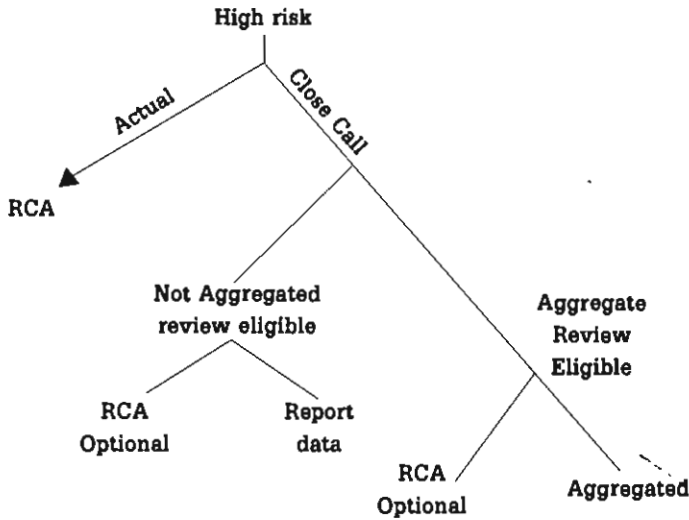 High risk
Actual
Close Call
RCA
Not Aggregated
review eligible
Aggregate
Review
Eligible
RCA
Optional
Report
data
RCA
Optional
Aggregated